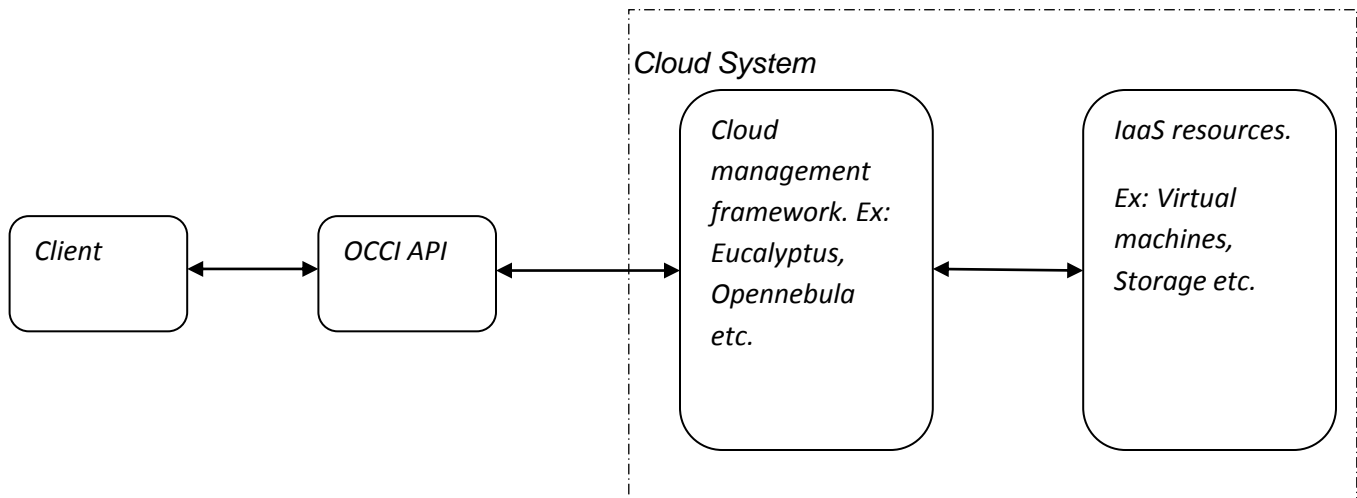 Cloud System
Client
OCCI API
Cloud
management
framework. Ex:
Eucalyptus,
Opennebula
etc.
IaaS resources.
Ex: Virtual
machines,
Storage etc.